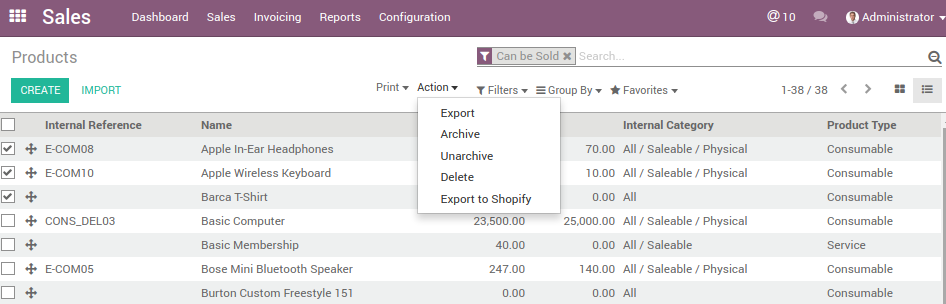 Sales Dashboard Sales Invoicing Reports Configuration @ 10 Administrator
Products Can be Sold Search...
CREATE IMPORT Print Action Filters Group By Favorites 1-38 / 38
Export
Archive
Unarchive
Delete
Export to Shopify
Internal Reference Name Internal Category Product Type
E-COM08 Apple In-Ear Headphones 70.00 All / Saleable / Physical Consumable
E-COM10 Apple Wireless Keyboard 10.00 All / Saleable / Physical Consumable
Barca T-Shirt 0.00 All Consumable
CONS_DEL03 Basic Computer 23,500.00 25,000.00 All / Saleable / Physical Consumable
Basic Membership 40.00 0.00 All / Saleable Service
E-COM05 Bose Mini Bluetooth Speaker 247.00 140.00 All / Saleable / Physical Consumable
Burton Custom Freestyle 151 0.00 0.00 All Consumable